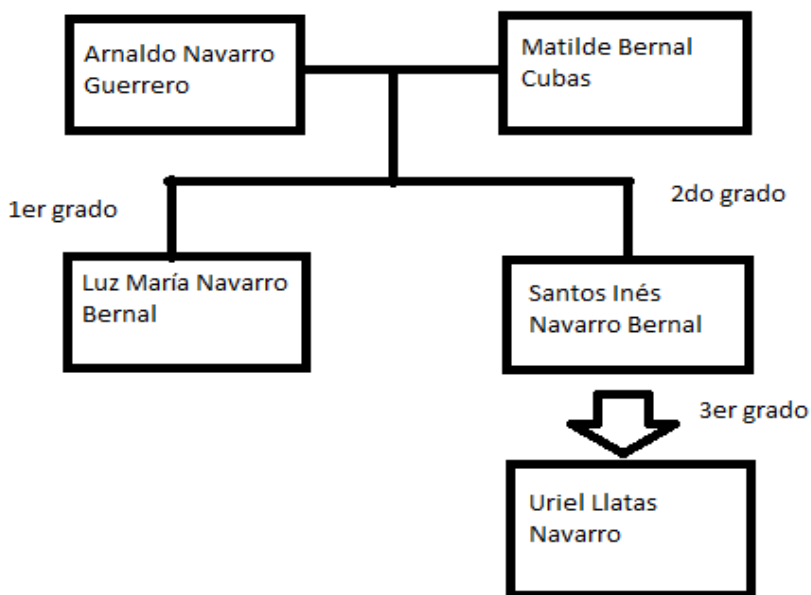 Arnaldo Navarro
Guerrero
Matilde Bernal
Cubas
1er grado
2do grado
Luz María Navarro
Bernal
Santos Inés
Navarro Bernal
3er grado
Uriel Llatas
Navarro